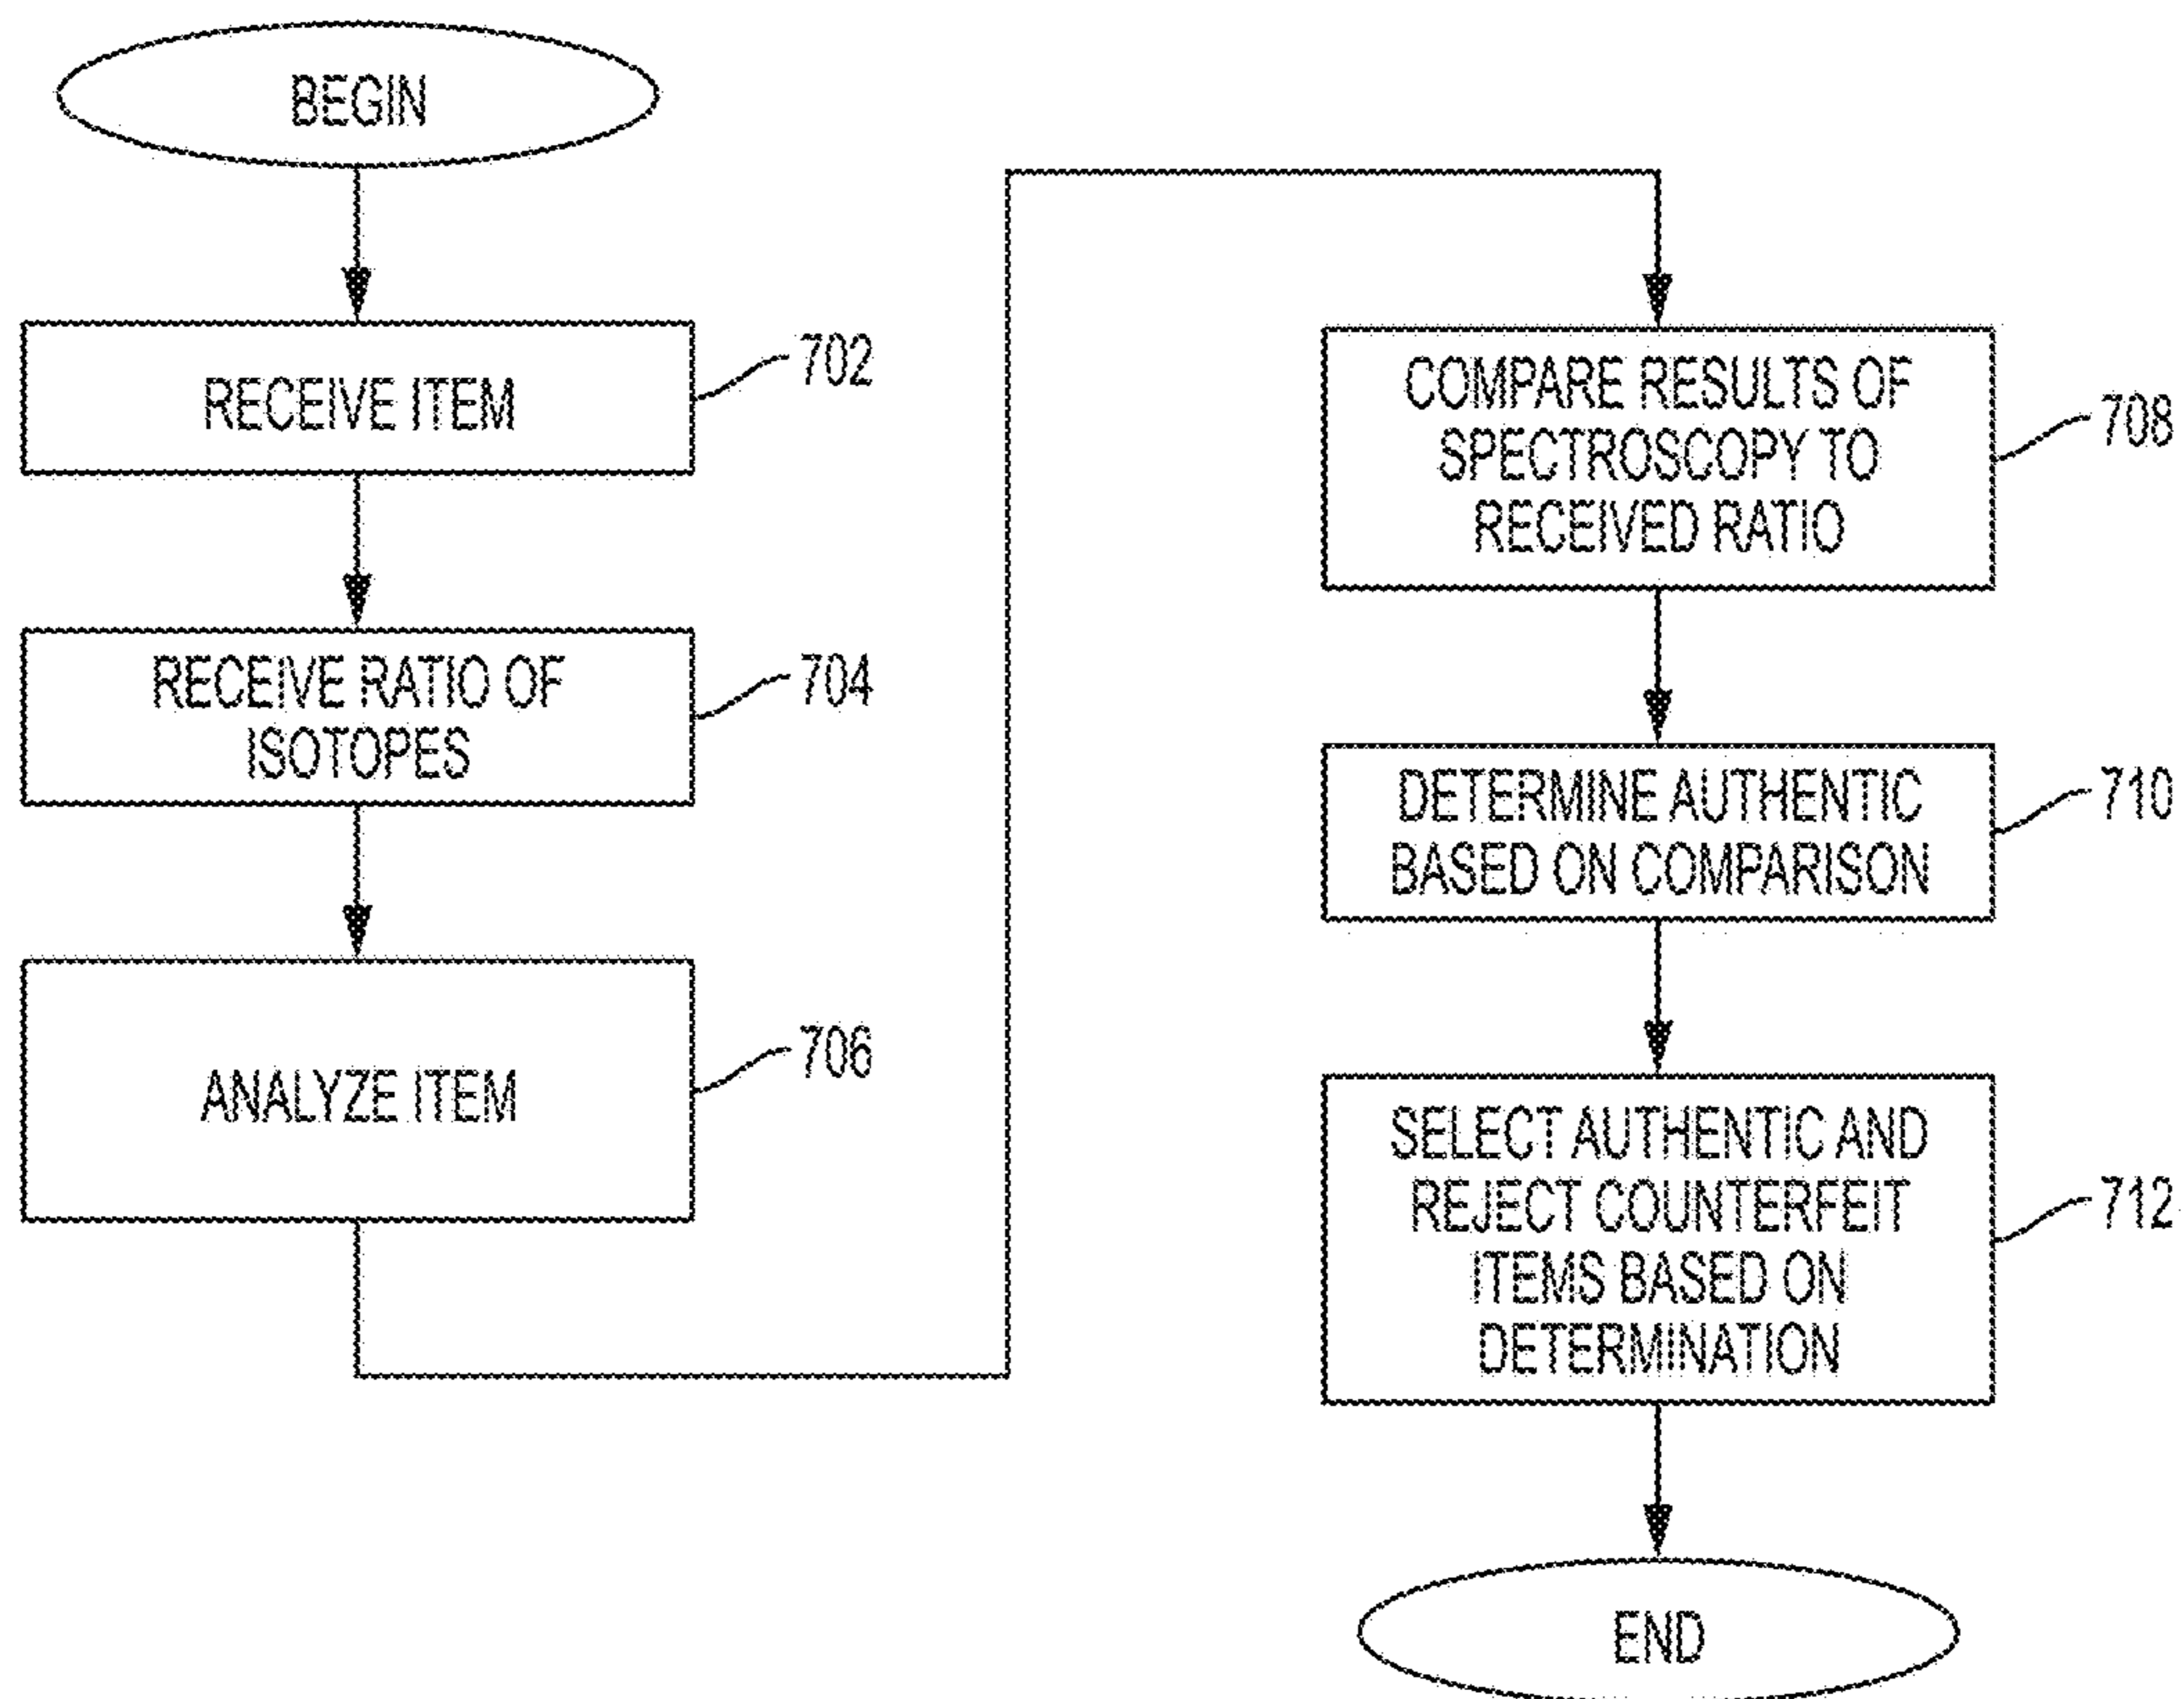 BEGIN
RECEIVE ITEM
702
RECEIVE RATIO OF
ISOTOPES
704
ANALYZE ITEM
706
COMPARE RESULTS OF
SPECTROSCOPY TO
RECEIVED RATIO
708
DETERMINE AUTHENTIC
BASED ON COMPARISON
710
SELECT AUTHENTIC AND
REJECT COUNTERFEIT
ITEMS BASED ON
DETERMINATION
712
END